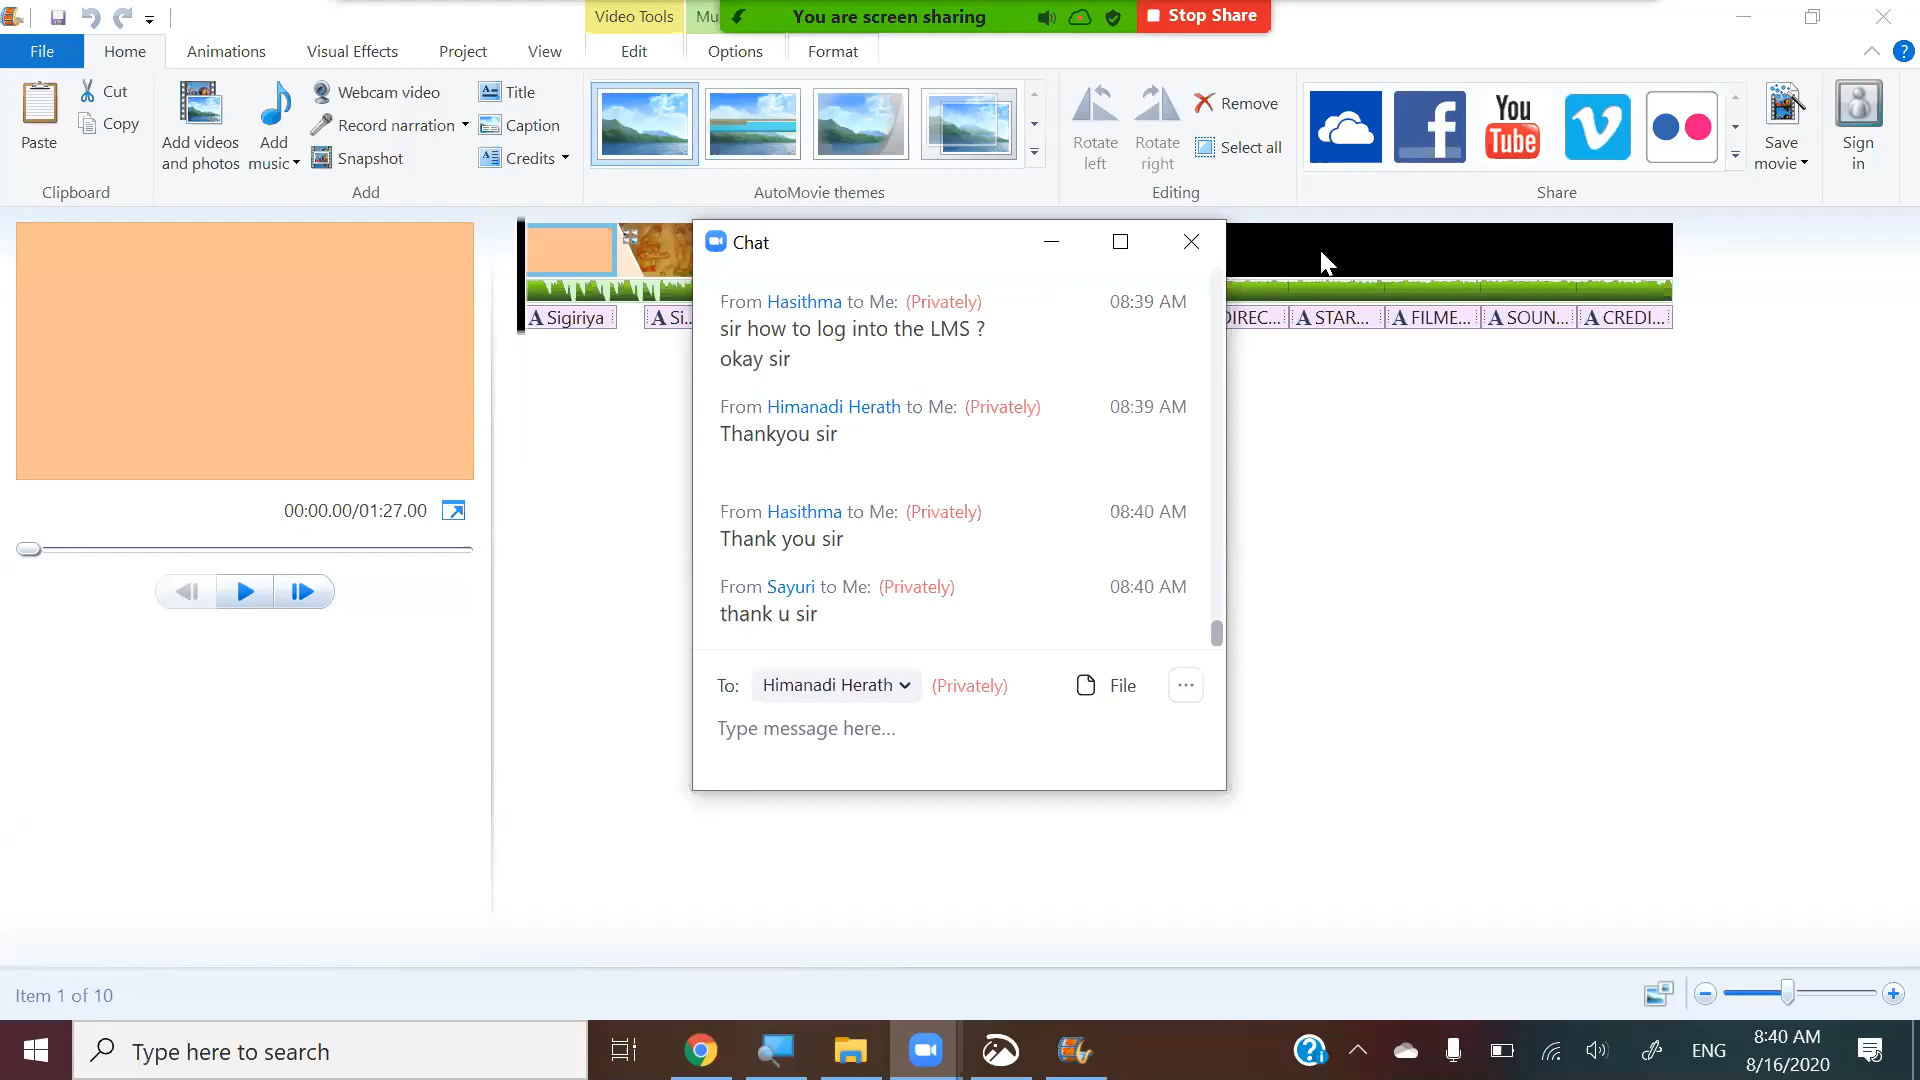 Video Tools
Mu
You are screen sharing
Stop Share
File
Home
Animations
Visual Effects
Project
View
Edit
Options
Format
Paste
Cut
Copy
Clipboard
Add videos
and photos
Add
music
Webcam video
Record narration
Snapshot
Title
Caption
Credits
Add
AutoMovie themes
Rotate
left
Rotate
right
Remove
Select all
Editing
You
Tube
Share
Save
movie
Sign
in
00:00.00/01:27.00
A Sigiriya
A Si...
DIREC...
A STAR...
A FILME...
A SOUN...
A CREDI...
Chat
From Hasithma to Me: (Privately) 08:39 AM
sir how to log into the LMS ?
okay sir
From Himanadi Herath to Me: (Privately) 08:39 AM
Thankyou sir
From Hasithma to Me: (Privately) 08:40 AM
Thank you sir
From Sayuri to Me: (Privately) 08:40 AM
thank u sir
To: Himanadi Herath (Privately) File
Type message here...
Item 1 of 10
Type here to search
ENG
8:40 AM
8/16/2020